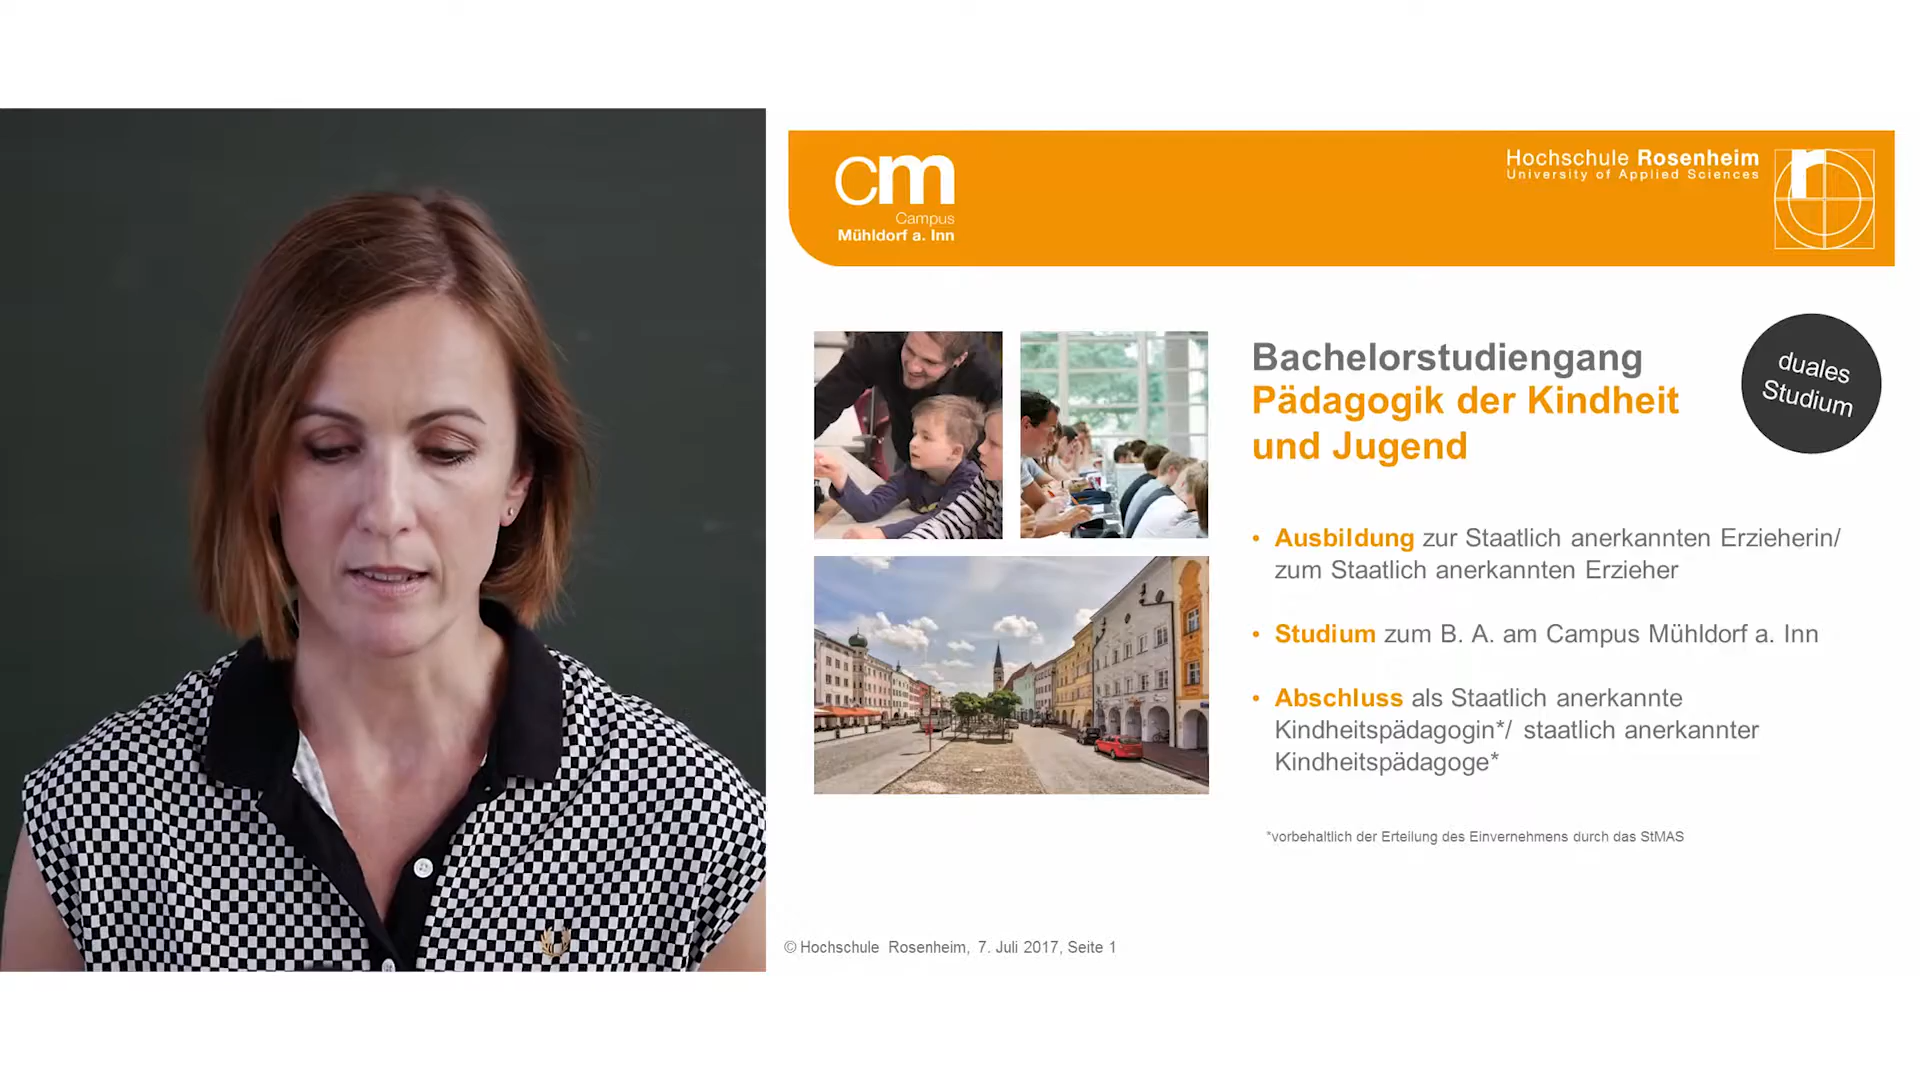 cm
Campus
Mühldorf a. Inn
Hochschule Rosenheim
University of Applied Sciences
r
Bachelorstudiengang
Pädagogik der Kindheit
und Jugend
duales
Studium
• Ausbildung zur Staatlich anerkannten Erzieherin/
zum Staatlich anerkannten Erzieher
• Studium zum B. A. am Campus Mühldorf a. Inn
• Abschluss als Staatlich anerkannte
Kindheitspädagogin*/ staatlich anerkannter
Kindheitspädagoge*
*vorbehaltlich der Erteilung des Einvernehmens durch das StMAS
© Hochschule Rosenheim, 7. Juli 2017, Seite 1